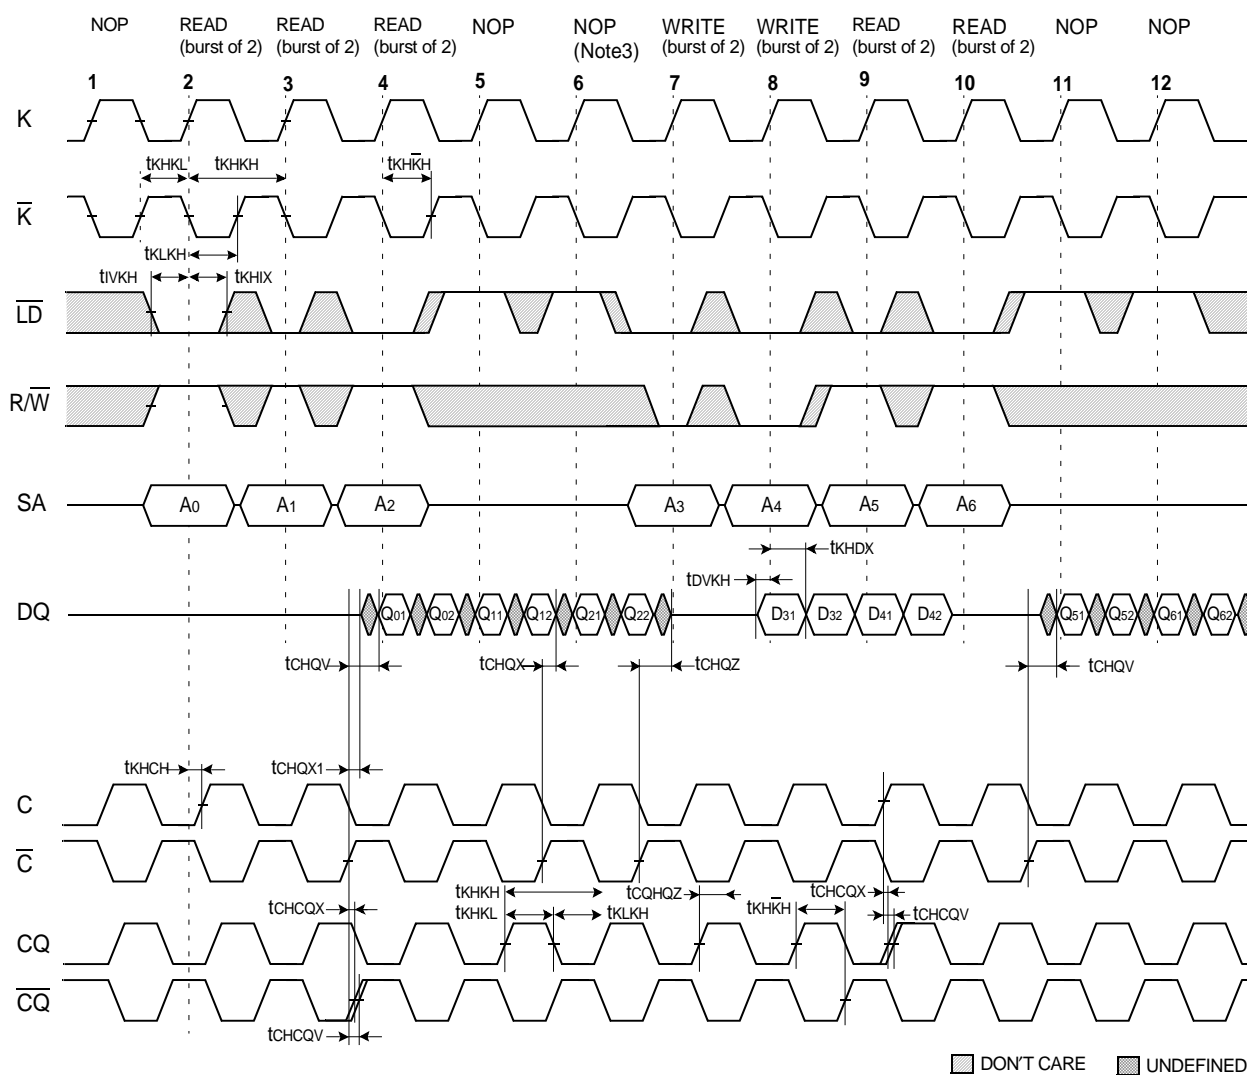 NOP READ READ READ NOP NOP WRITE WRITE READ READ NOP NOP
(burst of 2) (burst of 2) (burst of 2) (Note3) (burst of 2) (burst of 2) (burst of 2) (burst of 2)
1 2 3 4 5 6 7 8 9 10 11 12
K
tKHKL tKHKH tKHK̅H
K̅
tKLKH
tIVKH tKHIX
L̅D̅
R/W̅
SA A0 A1 A2 A3 A4 A5 A6
tKHDX
tDVKH
DQ Q01 Q02 Q11 Q12 Q21 Q22 D31 D32 D41 D42 Q51 Q52 Q61 Q62
tCHQV tCHQX tCHQZ tCHQV
tKHCH tCHQX1
C
C̅
tKHKH tCQHQZ tCHCQX
tCHCQX tKHKL tKLKH tKHK̅H tCHCQV
CQ
C̅Q̅
tCHCQV
DON'T CARE UNDEFINED